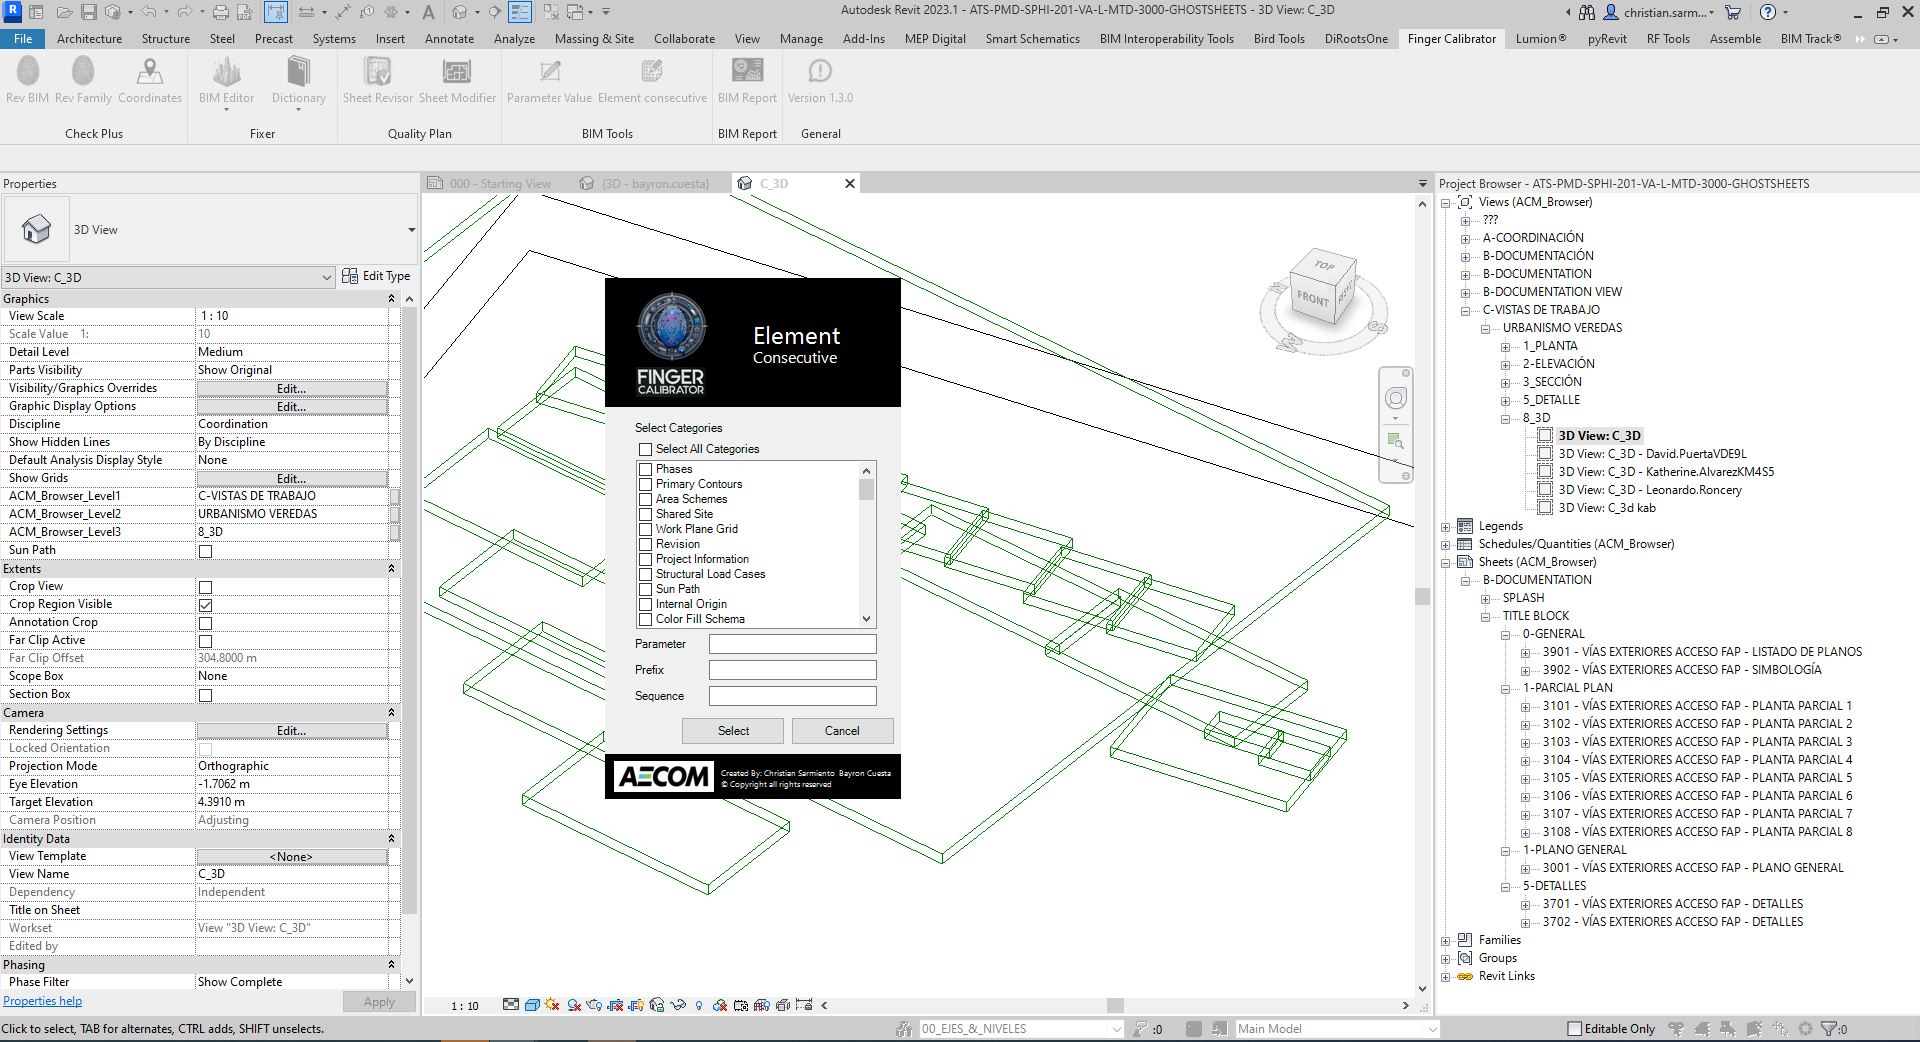 Autodesk Revit 2023.1 - ATS-PMD-SPHI-201-VA-L-MTD-3000-GHOSTSHEETS - 3D View: C_3D
christian.sarm...
File Architecture Structure Steel Precast Systems Insert Annotate Analyze Massing & Site Collaborate View Manage Add-Ins MEP Digital Smart Schematics BIM Interoperability Tools Bird Tools DiRootsOne Finger Calibrator Lumion® pyRevit RF Tools Assemble BIM Track®
Rev BIM Rev Family Coordinates BIM Editor Dictionary Sheet Revisor Sheet Modifier Parameter Value Element consecutive BIM Report Version 1.3.0
Check Plus Fixer Quality Plan BIM Tools BIM Report General
Properties
3D View
3D View: C_3D Edit Type
Graphics
View Scale 1 : 10
Scale Value 1: 10
Detail Level Medium
Parts Visibility Show Original
Visibility/Graphics Overrides Edit...
Graphic Display Options Edit...
Discipline Coordination
Show Hidden Lines By Discipline
Default Analysis Display Style None
Show Grids Edit...
ACM_Browser_Level1 C-VISTAS DE TRABAJO
ACM_Browser_Level2 URBANISMO VEREDAS
ACM_Browser_Level3 8_3D
Sun Path
Extents
Crop View
Crop Region Visible
Annotation Crop
Far Clip Active
Far Clip Offset 304.8000 m
Scope Box None
Section Box
Camera
Rendering Settings Edit...
Locked Orientation
Projection Mode Orthographic
Eye Elevation -1.7062 m
Target Elevation 4.3910 m
Camera Position Adjusting
Identity Data
View Template <None>
View Name C_3D
Dependency Independent
Title on Sheet
Workset View "3D View: C_3D"
Edited by
Phasing
Phase Filter Show Complete
Properties help Apply
000 - Starting View {3D - bayron.cuesta} C_3D
TOP
FRONT
FINGER
CALIBRATOR
Element
Consecutive
Select Categories
Select All Categories
Phases
Primary Contours
Area Schemes
Shared Site
Work Plane Grid
Revision
Project Information
Structural Load Cases
Sun Path
Internal Origin
Color Fill Schema
Parameter
Prefix
Sequence
Select Cancel
AECOM
Created By: Christian Sarmiento Bayron Cuesta
© Copyright all rights reserved
1 : 10
Project Browser - ATS-PMD-SPHI-201-VA-L-MTD-3000-GHOSTSHEETS
Views (ACM_Browser)
???
A-COORDINACIÓN
B-DOCUMENTACIÓN
B-DOCUMENTATION
B-DOCUMENTATION VIEW
C-VISTAS DE TRABAJO
URBANISMO VEREDAS
1_PLANTA
2-ELEVACIÓN
3_SECCIÓN
5_DETALLE
8_3D
3D View: C_3D
3D View: C_3D - David.PuertaVDE9L
3D View: C_3D - Katherine.AlvarezKM4S5
3D View: C_3D - Leonardo.Roncery
3D View: C_3d kab
Legends
Schedules/Quantities (ACM_Browser)
Sheets (ACM_Browser)
B-DOCUMENTATION
SPLASH
TITLE BLOCK
0-GENERAL
3901 - VÍAS EXTERIORES ACCESO FAP - LISTADO DE PLANOS
3902 - VÍAS EXTERIORES ACCESO FAP - SIMBOLOGÍA
1-PARCIAL PLAN
3101 - VÍAS EXTERIORES ACCESO FAP - PLANTA PARCIAL 1
3102 - VÍAS EXTERIORES ACCESO FAP - PLANTA PARCIAL 2
3103 - VÍAS EXTERIORES ACCESO FAP - PLANTA PARCIAL 3
3104 - VÍAS EXTERIORES ACCESO FAP - PLANTA PARCIAL 4
3105 - VÍAS EXTERIORES ACCESO FAP - PLANTA PARCIAL 5
3106 - VÍAS EXTERIORES ACCESO FAP - PLANTA PARCIAL 6
3107 - VÍAS EXTERIORES ACCESO FAP - PLANTA PARCIAL 7
3108 - VÍAS EXTERIORES ACCESO FAP - PLANTA PARCIAL 8
1-PLANO GENERAL
3001 - VÍAS EXTERIORES ACCESO FAP - PLANO GENERAL
5-DETALLES
3701 - VÍAS EXTERIORES ACCESO FAP - DETALLES
3702 - VÍAS EXTERIORES ACCESO FAP - DETALLES
Families
Groups
Revit Links
Click to select, TAB for alternates, CTRL adds, SHIFT unselects. 00_EJES_&_NIVELES :0 Main Model Editable Only :0